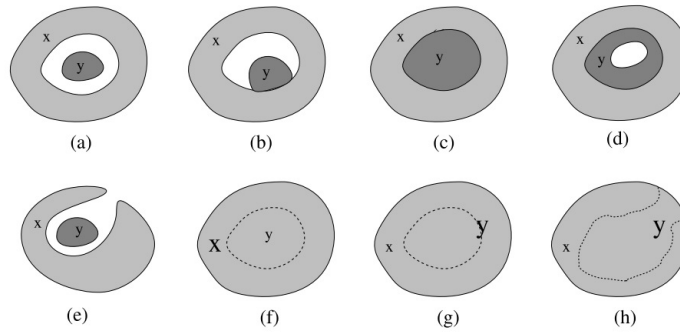 x y x y x y x y
(a) (b) (c) (d)
x y x y x y x y
(e) (f) (g) (h)